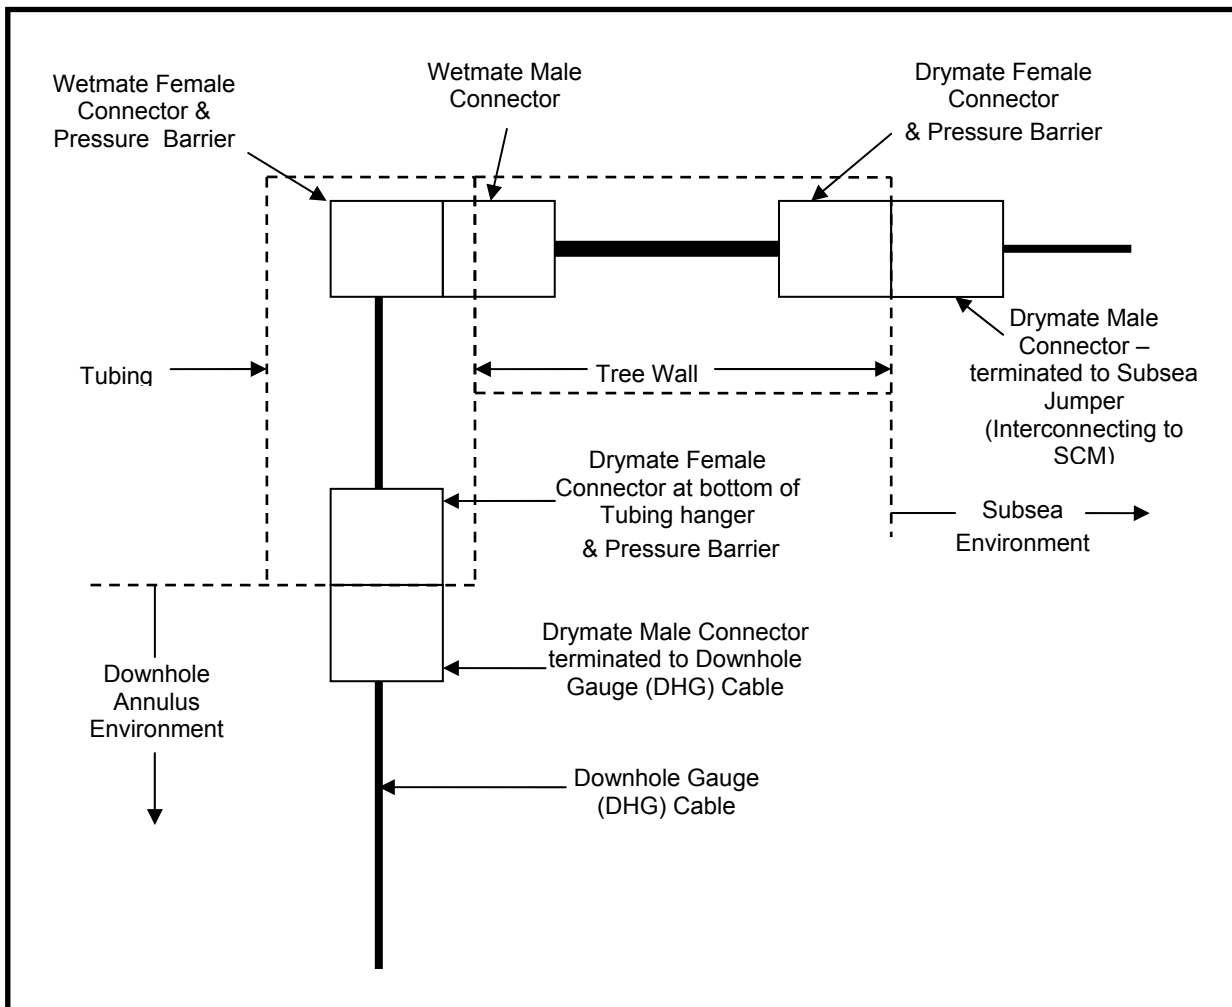 Wetmate Female
Connector &
Pressure Barrier
Wetmate Male
Connector
Drymate Female
Connector
& Pressure Barrier
Tubing
Tree Wall
Drymate Male
Connector –
terminated to Subsea
Jumper
(Interconnecting to
SCM)
Drymate Female
Connector at bottom of
Tubing hanger
& Pressure Barrier
Subsea
Environment
Downhole
Annulus
Environment
Drymate Male Connector
terminated to Downhole
Gauge (DHG) Cable
Downhole Gauge
(DHG) Cable